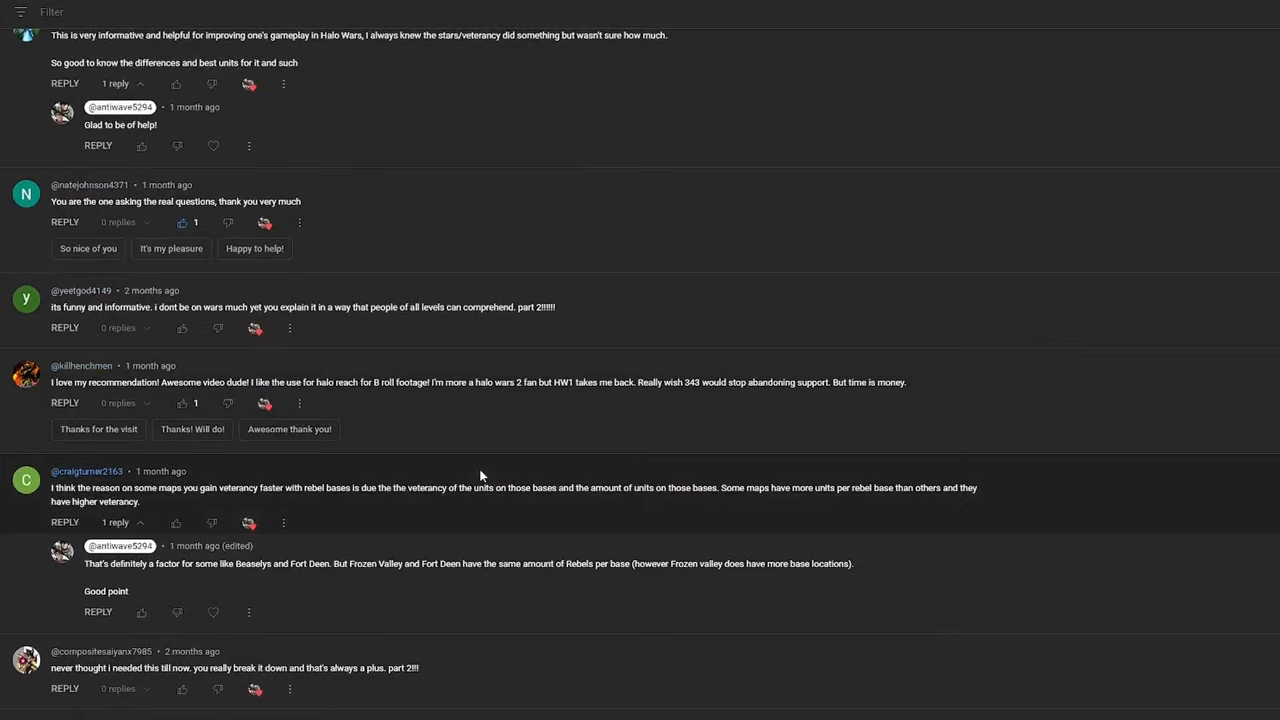 Filter
This is very informative and helpful for improving one's gameplay in Halo Wars, I always knew the stars/veterancy did something but wasn't sure how much.
So good to know the differences and best units for it and such
REPLY 1 reply
@antiwave5294 • 1 month ago
Glad to be of help!
REPLY
N @natejohnson4371 • 1 month ago
You are the one asking the real questions, thank you very much
REPLY 0 replies 1
So nice of you It's my pleasure Happy to help!
y @yeetgod4149 • 2 months ago
its funny and informative. i dont be on wars much yet you explain it in a way that people of all levels can comprehend. part 2!!!!!!
REPLY 0 replies
@killhenchmen • 1 month ago
I love my recommendation! Awesome video dude! I like the use for halo reach for B roll footage! I'm more a halo wars 2 fan but HW1 takes me back. Really wish 343 would stop abandoning support. But time is money.
REPLY 0 replies 1
Thanks for the visit Thanks! Will do! Awesome thank you!
C @craigturner2163 • 1 month ago
I think the reason on some maps you gain veterancy faster with rebel bases is due the the veterancy of the units on those bases and the amount of units on those bases. Some maps have more units per rebel base than others and they
have higher veterancy.
REPLY 1 reply
@antiwave5294 • 1 month ago (edited)
That's definitely a factor for some like Beaselys and Fort Deen. But Frozen Valley and Fort Deen have the same amount of Rebels per base (however Frozen valley does have more base locations).
Good point
REPLY
@compositesaiyanx7985 • 2 months ago
never thought i needed this till now. you really break it down and that's always a plus. part 2!!!
REPLY 0 replies